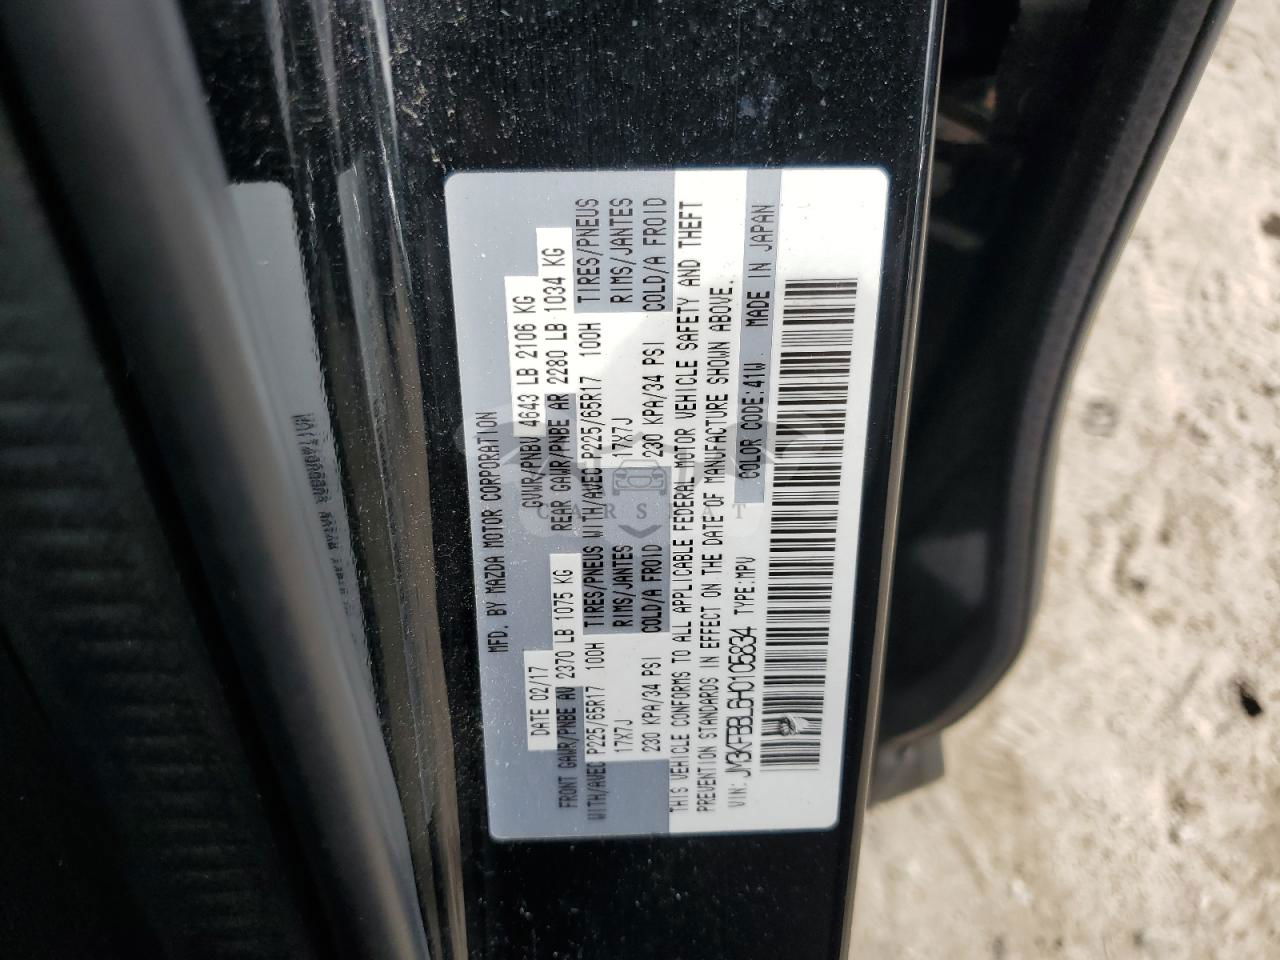 MFD. BY MAZDA MOTOR CORPORATION
DATE 02/17 GVWR/PNBV 4643 LB 2106 KG
FRONT GAWR/PNBE AV 2370 LB 1075 KG REAR GAWR/PNBE AR 2280 LB 1034 KG
WITH/AVEC P225/65R17 100H TIRES/PNEUS WITH/AVEC P225/65R17 100H TIRES/PNEUS
17X7J RIMS/JANTES 17X7J RIMS/JANTES
230 KPA/34 PSI COLD/A FROID 230 KPA/34 PSI COLD/A FROID
THIS VEHICLE CONFORMS TO ALL APPLICABLE FEDERAL MOTOR VEHICLE SAFETY AND THEFT
PREVENTION STANDARDS IN EFFECT ON THE DATE OF MANUFACTURE SHOWN ABOVE.
VIN: JM3KFBBL6H0105834 TYPE:MPV COLOR CODE:41W MADE IN JAPAN